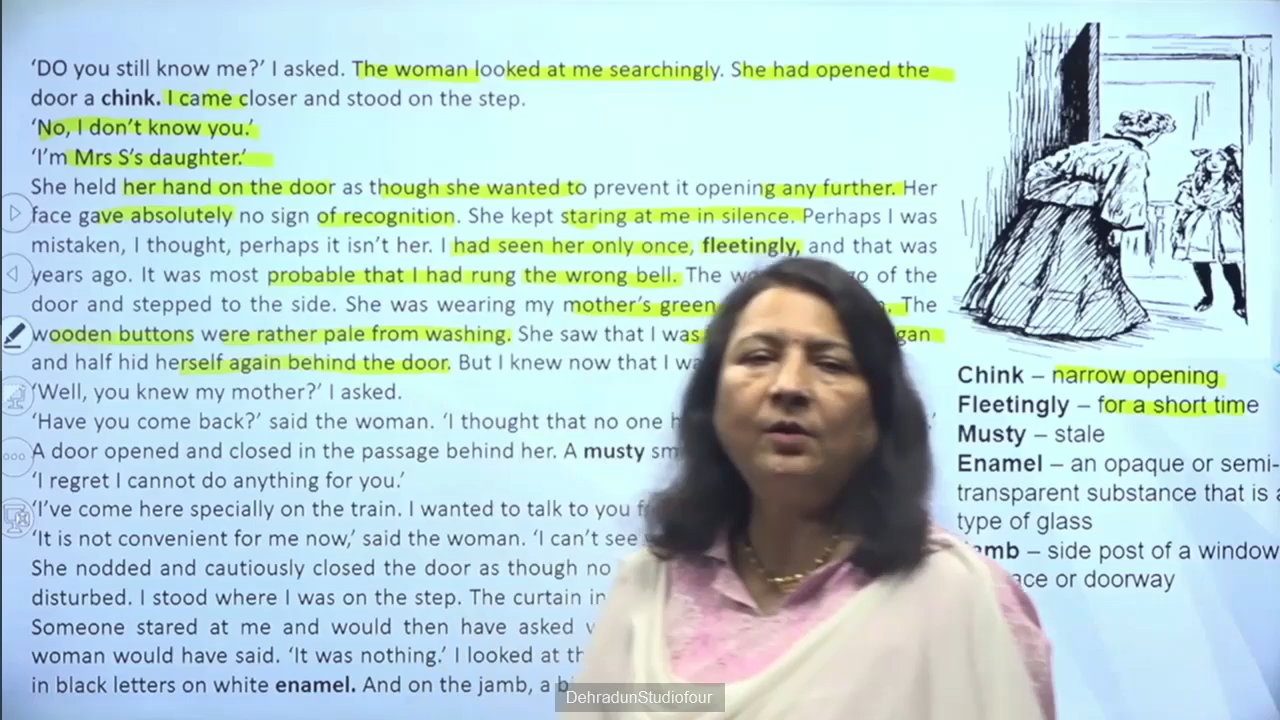 ‘DO you still know me?’ I asked. The woman looked at me searchingly. She had opened the
door a chink. I came closer and stood on the step.
‘No, I don’t know you.’
‘I’m Mrs S’s daughter.’
She held her hand on the door as though she wanted to prevent it opening any further. Her
face gave absolutely no sign of recognition. She kept staring at me in silence. Perhaps I was
mistaken, I thought, perhaps it isn’t her. I had seen her only once, fleetingly, and that was
years ago. It was most probable that I had rung the wrong bell. The of the
door and stepped to the side. She was wearing my mother’s green The
wooden buttons were rather pale from washing. She saw that I was
and half hid herself again behind the door. But I knew now that I
‘Well, you knew my mother?’ I asked.
‘Have you come back?’ said the woman. ‘I thought that no one
A door opened and closed in the passage behind her. A musty
‘I regret I cannot do anything for you.’
‘I’ve come here specially on the train. I wanted to talk to you
‘It is not convenient for me now,’ said the woman. ‘I can’t see
She nodded and cautiously closed the door as though no
disturbed. I stood where I was on the step. The curtain in
Someone stared at me and would then have asked
woman would have said. ‘It was nothing.’ I looked at
in black letters on white enamel. And on the jamb, a
Chink – narrow opening
Fleetingly – for a short time
Musty – stale
Enamel – an opaque or semi-
transparent substance that is
type of glass
– side post of a window
or doorway
DehradunStudiofour